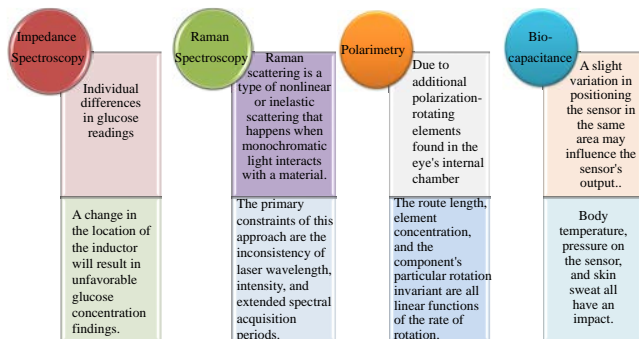 Impedance
Spectroscopy
Individual
differences
in glucose
readings
A change in
the location of
the inductor
will result in
unfavorable
glucose
concentration
findings.
Raman
Spectroscopy
Raman
scattering is a
type of nonlinear
or inelastic
scattering that
happens when
monochromatic
light interacts
with a material.
The primary
constraints of this
approach are the
inconsistency of
laser wavelength,
intensity, and
extended spectral
acquisition
periods.
Polarimetry
Due to
additional
polarization-
rotating
elements
found in the
eye's internal
chamber
The route length,
element
concentration,
and the
component's
particular rotation
invariant are all
linear functions
of the rate of
rotation.
Bio-
capacitance
A slight
variation in
positioning
the sensor in
the same
area may
influence the
sensor's
output..
Body
temperature,
pressure on
the sensor,
and skin
sweat all
have an
impact.